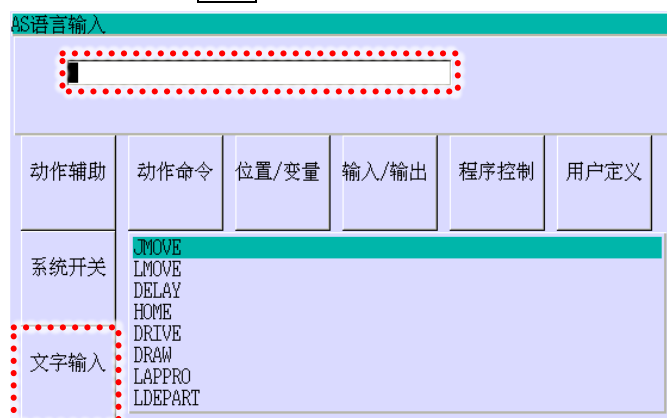 AS语言输入
动作辅助 动作命令 位置/变量 输入/输出 程序控制 用户定义
系统开关
文字输入
JMOVE
LMOVE
DELAY
HOME
DRIVE
DRAW
LAPPRO
LDEPART